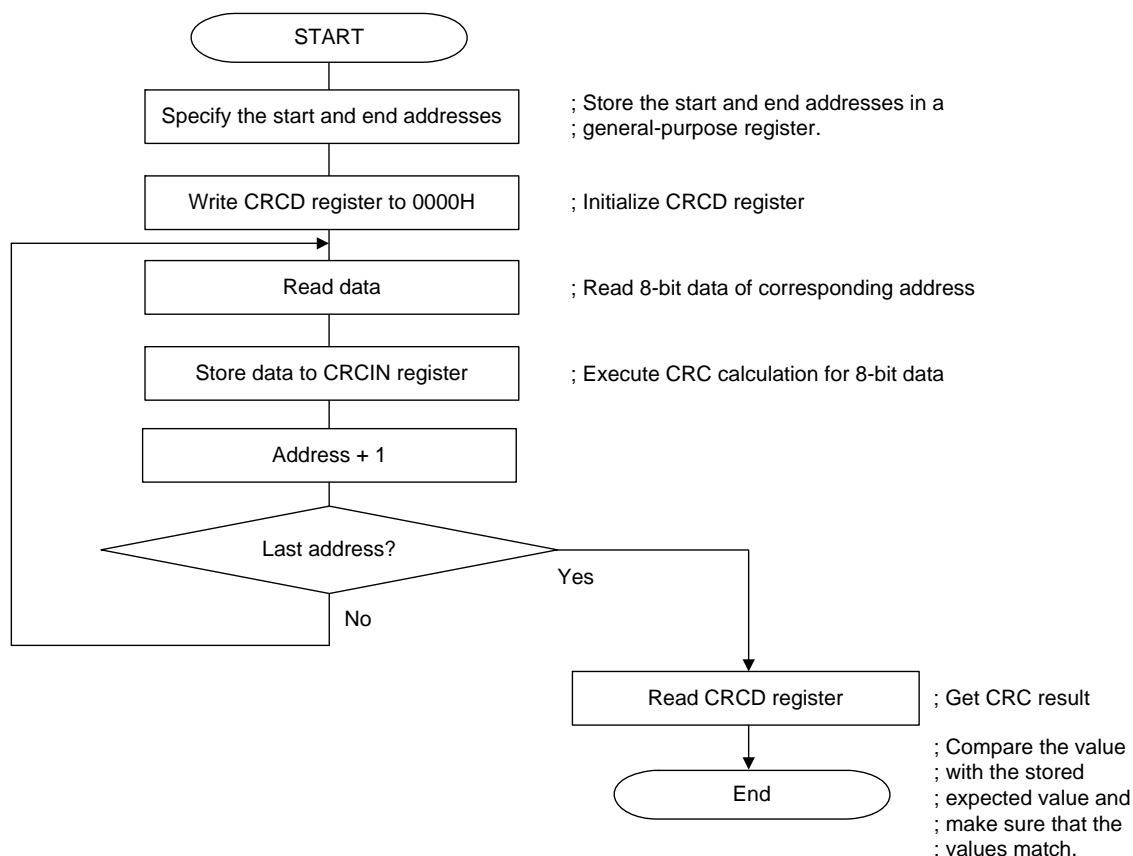 START
Specify the start and end addresses
; Store the start and end addresses in a
; general-purpose register.
Write CRCD register to 0000H
; Initialize CRCD register
Read data
; Read 8-bit data of corresponding address
Store data to CRCIN register
; Execute CRC calculation for 8-bit data
Address + 1
Last address?
Yes
No
Read CRCD register
; Get CRC result
; Compare the value
; with the stored
; expected value and
; make sure that the
; values match.
End